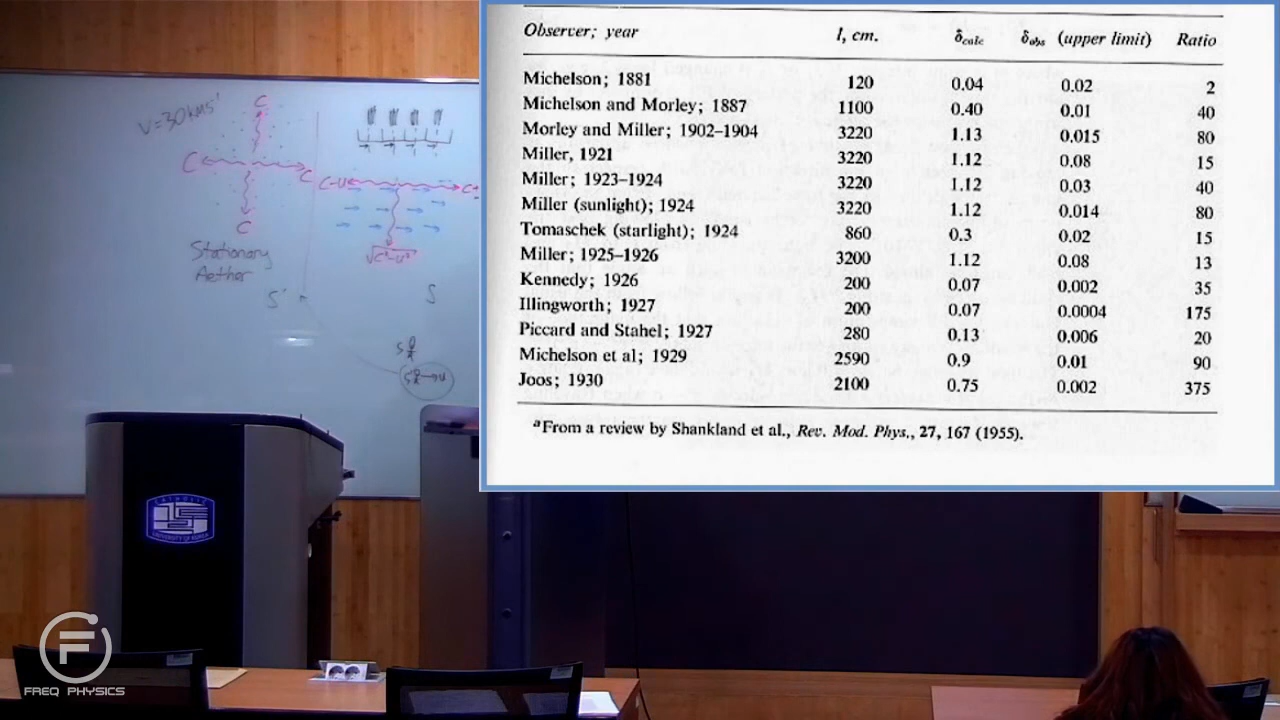 Observer; year l, cm. δcalc δobs (upper limit) Ratio
Michelson; 1881 120 0.04 0.02 2
Michelson and Morley; 1887 1100 0.40 0.01 40
Morley and Miller; 1902–1904 3220 1.13 0.015 80
Miller, 1921 3220 1.12 0.08 15
Miller; 1923–1924 3220 1.12 0.03 40
Miller (sunlight); 1924 3220 1.12 0.014 80
Tomaschek (starlight); 1924 860 0.3 0.02 15
Miller; 1925–1926 3200 1.12 0.08 13
Kennedy; 1926 200 0.07 0.002 35
Illingworth; 1927 200 0.07 0.0004 175
Piccard and Stahel; 1927 280 0.13 0.006 20
Michelson et al; 1929 2590 0.9 0.01 90
Joos; 1930 2100 0.75 0.002 375
ᵃFrom a review by Shankland et al., Rev. Mod. Phys., 27, 167 (1955).
V=30kms⁻¹
C
C C
C
Stationary
Aether
S'
C-u C
√c²-u²
S
S
S' →u
CATHOLIC
UNIVERSITY OF KOREA
F
FREQ PHYSICS